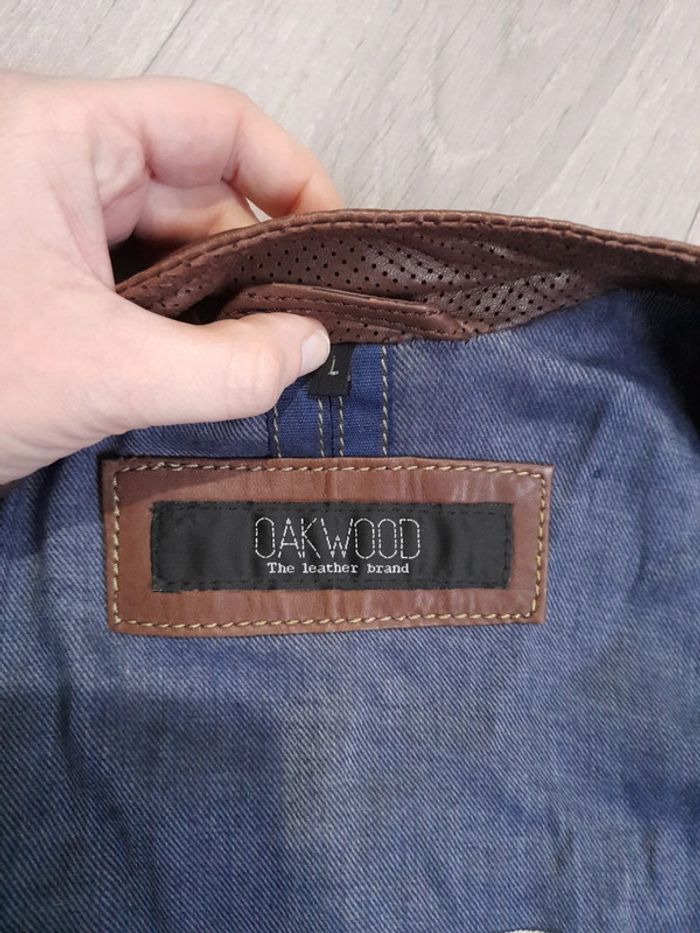 L
OAKWOOD
The leather brand